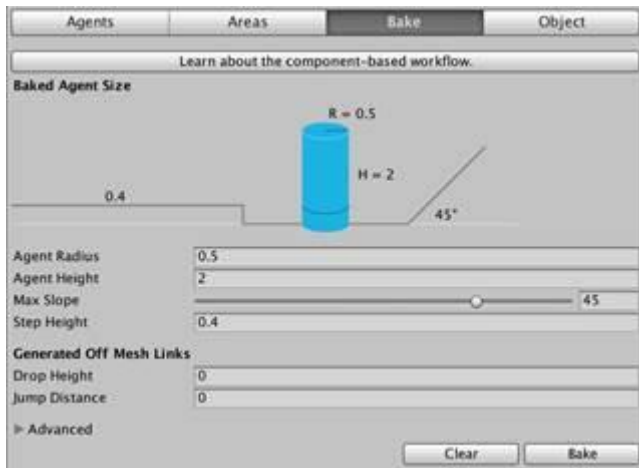 Agents Areas Bake Object
Learn about the component-based workflow.
Baked Agent Size
R = 0.5
H = 2
0.4
45°
Agent Radius 0.5
Agent Height 2
Max Slope 45
Step Height 0.4
Generated Off Mesh Links
Drop Height 0
Jump Distance 0
Advanced
Clear Bake